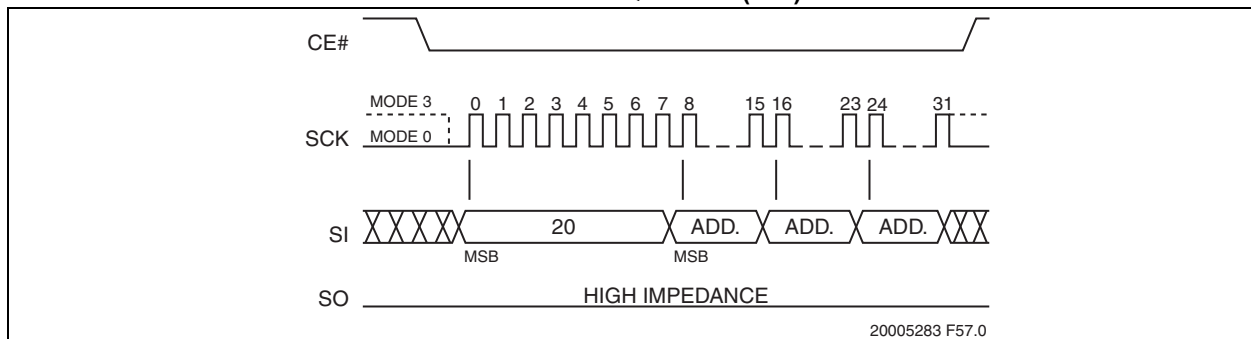 CE#
MODE 3
0 1 2 3 4 5 6 7 8 15 16 23 24 31
SCK
MODE 0
SI
20
ADD.
ADD.
ADD.
MSB
MSB
SO
HIGH IMPEDANCE
20005283 F57.0